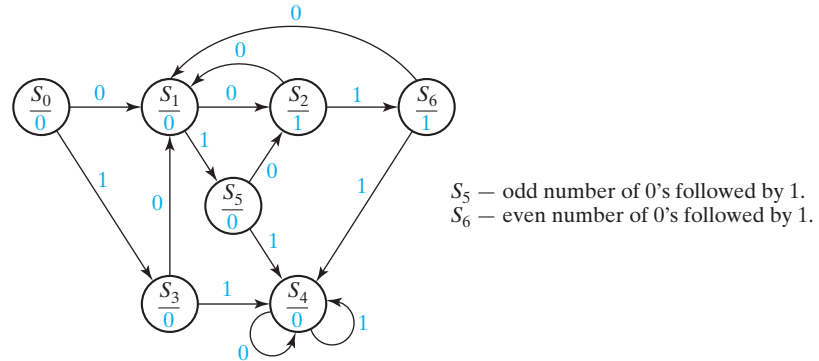 0
0
S0 0 S1 0 S2 1 S6
0 0 1 1
1 1 0 1
S5
0
0
1
S5 — odd number of 0's followed by 1.
S6 — even number of 0's followed by 1.
S3 1 S4
0 0
0 1